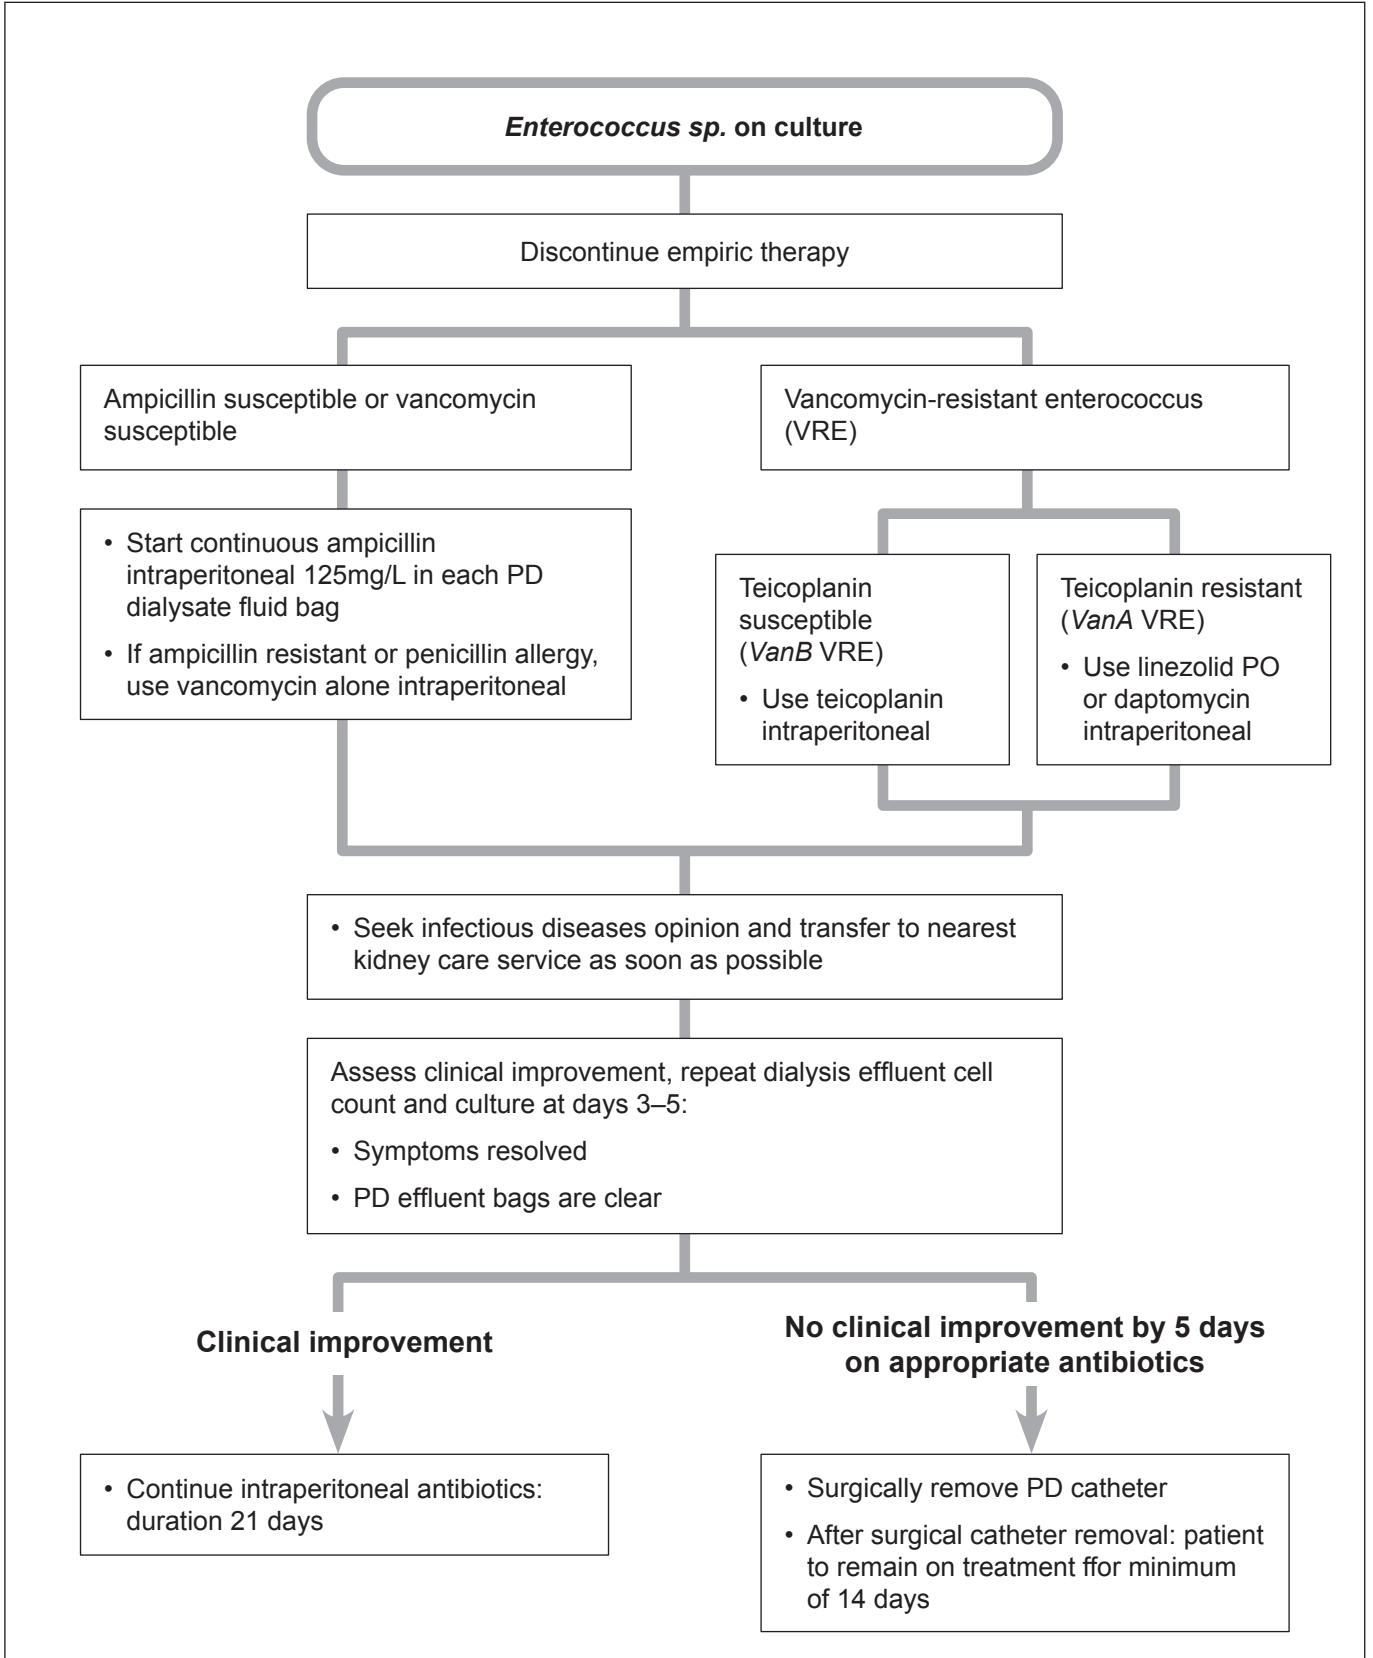 Enterococcus sp. on culture
Discontinue empiric therapy
Ampicillin susceptible or vancomycin
susceptible
• Start continuous ampicillin
intraperitoneal 125mg/L in each PD
dialysate fluid bag
• If ampicillin resistant or penicillin allergy,
use vancomycin alone intraperitoneal
Vancomycin-resistant enterococcus
(VRE)
Teicoplanin
susceptible
(VanB VRE)
• Use teicoplanin
intraperitoneal
Teicoplanin resistant
(VanA VRE)
• Use linezolid PO
or daptomycin
intraperitoneal
• Seek infectious diseases opinion and transfer to nearest
kidney care service as soon as possible
Assess clinical improvement, repeat dialysis effluent cell
count and culture at days 3–5:
• Symptoms resolved
• PD effluent bags are clear
Clinical improvement
• Continue intraperitoneal antibiotics:
duration 21 days
No clinical improvement by 5 days
on appropriate antibiotics
• Surgically remove PD catheter
• After surgical catheter removal: patient
to remain on treatment ffor minimum
of 14 days